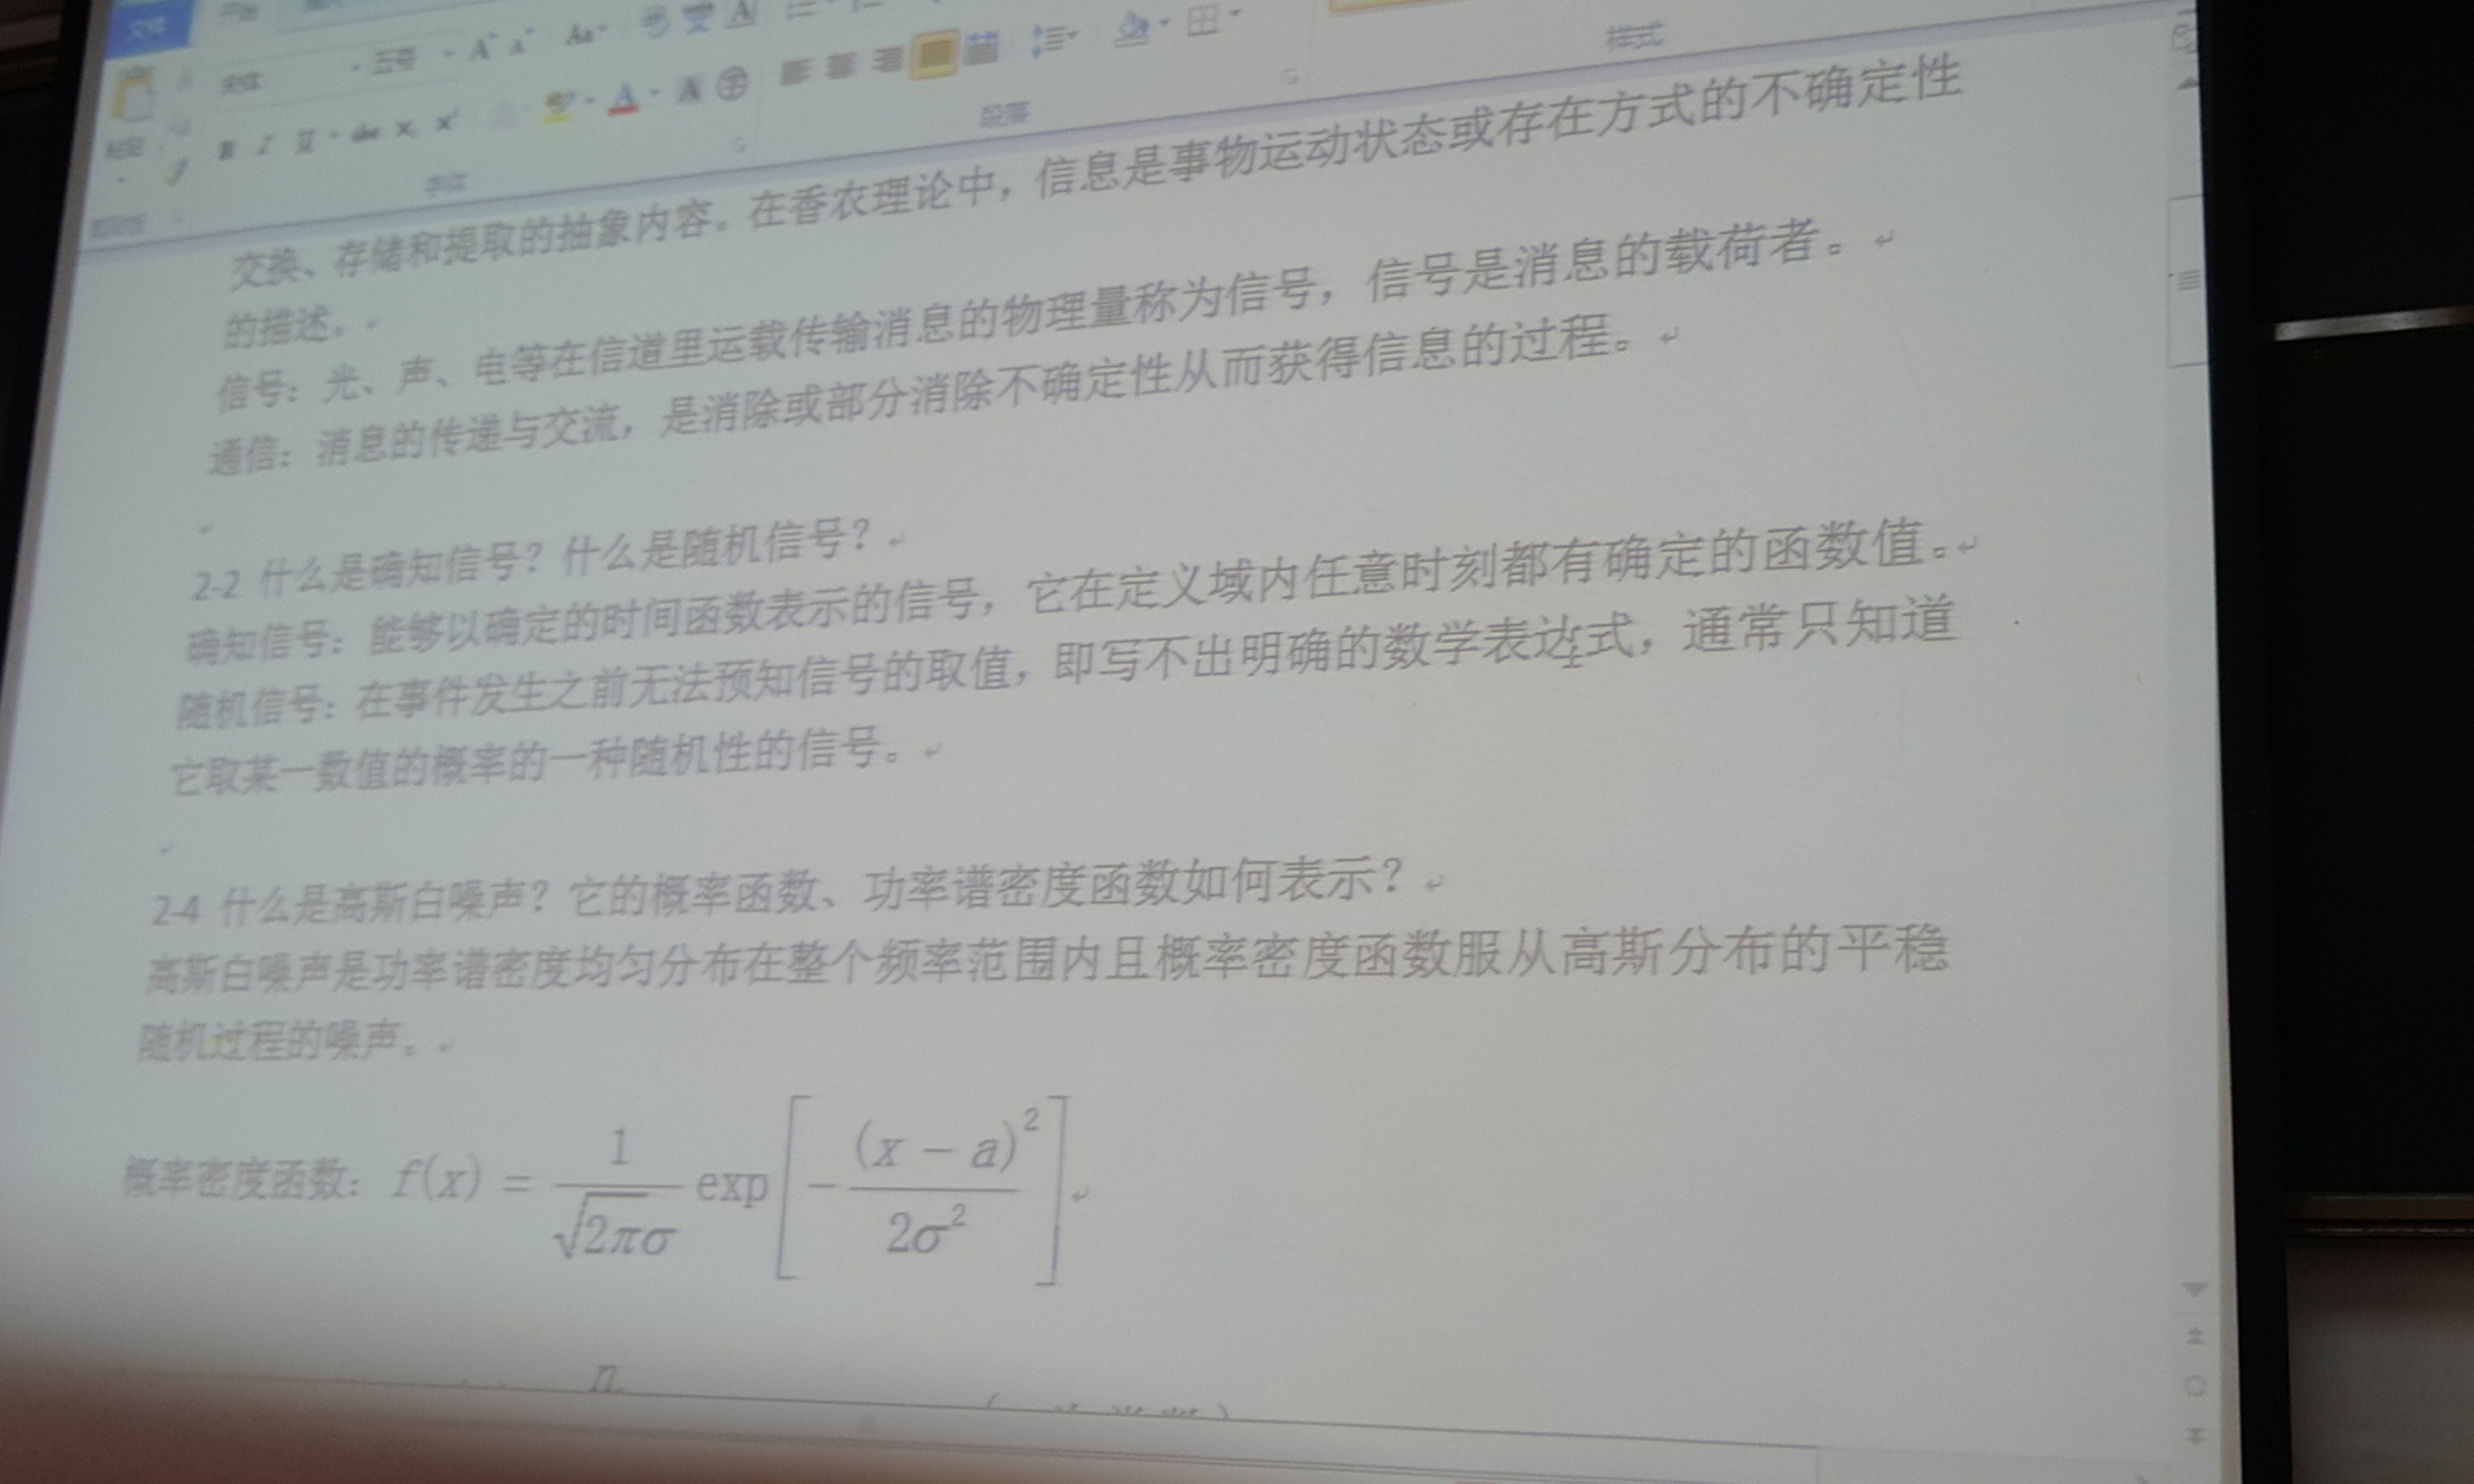 文件
开始
宋体
五号
A A Aa A
B I U abc x x A A
粘贴
字体
段落
样式
交换、存储和提取的抽象内容。在香农理论中，信息是事物运动状态或存在方式的不确定性
的描述。
信号：光、声、电等在信道里运载传输消息的物理量称为信号，信号是消息的载荷者。
通信：消息的传递与交流，是消除或部分消除不确定性从而获得信息的过程。
2-2 什么是确知信号？什么是随机信号？
确知信号：能够以确定的时间函数表示的信号，它在定义域内任意时刻都有确定的函数值。
随机信号：在事件发生之前无法预知信号的取值，即写不出明确的数学表达式，通常只知道
它取某一数值的概率的一种随机性的信号。
2-4 什么是高斯白噪声？它的概率函数、功率谱密度函数如何表示？
高斯白噪声是功率谱密度均匀分布在整个频率范围内且概率密度函数服从高斯分布的平稳
随机过程的噪声。
概率密度函数：f(x) = 1/(√2πσ) exp[−(x − a)²/2σ²]